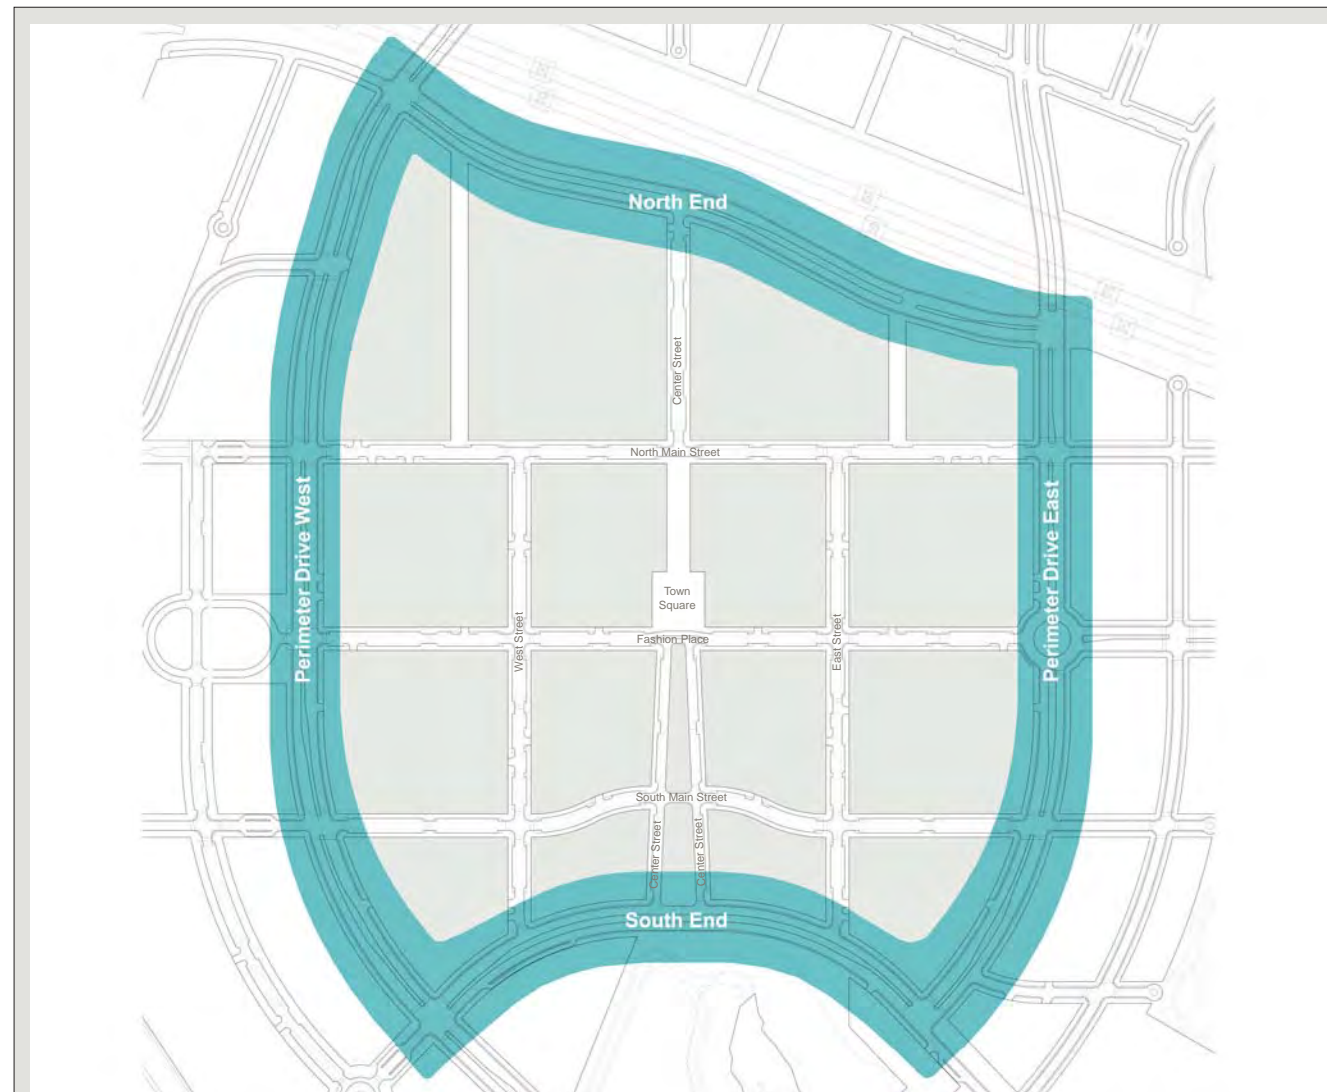 North End
Center Street
North Main Street
Perimeter Drive West
Perimeter Drive East
Town
Square
West Street
Fashion Place
East Street
South Main Street
Center Street
Center Street
South End